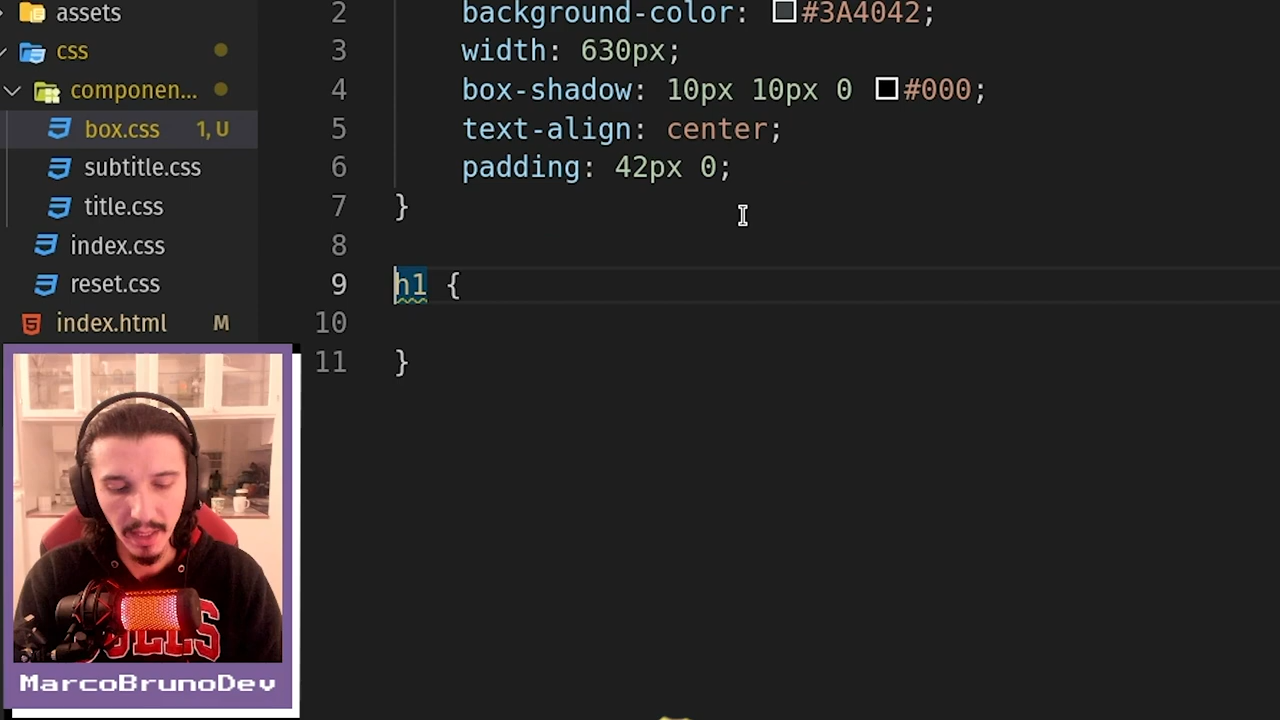 assets
css
componen...
box.css 1, U
subtitle.css
title.css
index.css
reset.css
index.html M
2 background-color: #3A4042;
3 width: 630px;
4 box-shadow: 10px 10px 0 #000;
5 text-align: center;
6 padding: 42px 0;
7 }
8
9 h1 {
10
11 }
MarcoBrunoDev